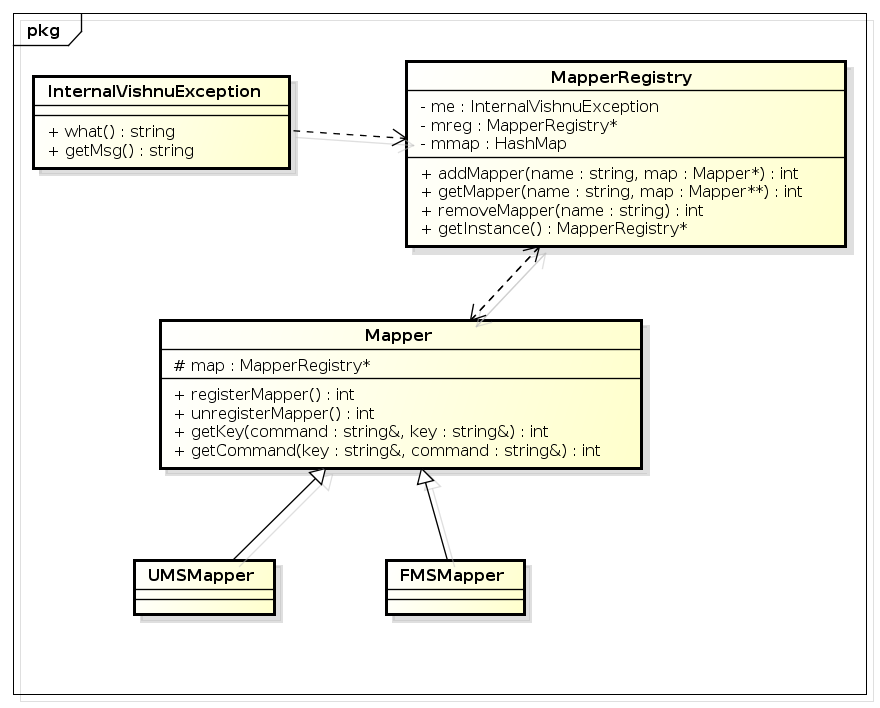 pkg
InternalVishnuException
+ what() : string
+ getMsg() : string
MapperRegistry
- me : InternalVishnuException
- mreg : MapperRegistry*
- mmap : HashMap
+ addMapper(name : string, map : Mapper*) : int
+ getMapper(name : string, map : Mapper**) : int
+ removeMapper(name : string) : int
+ getInstance() : MapperRegistry*
Mapper
# map : MapperRegistry*
+ registerMapper() : int
+ unregisterMapper() : int
+ getKey(command : string&, key : string&) : int
+ getCommand(key : string&, command : string&) : int
UMSMapper
FMSMapper